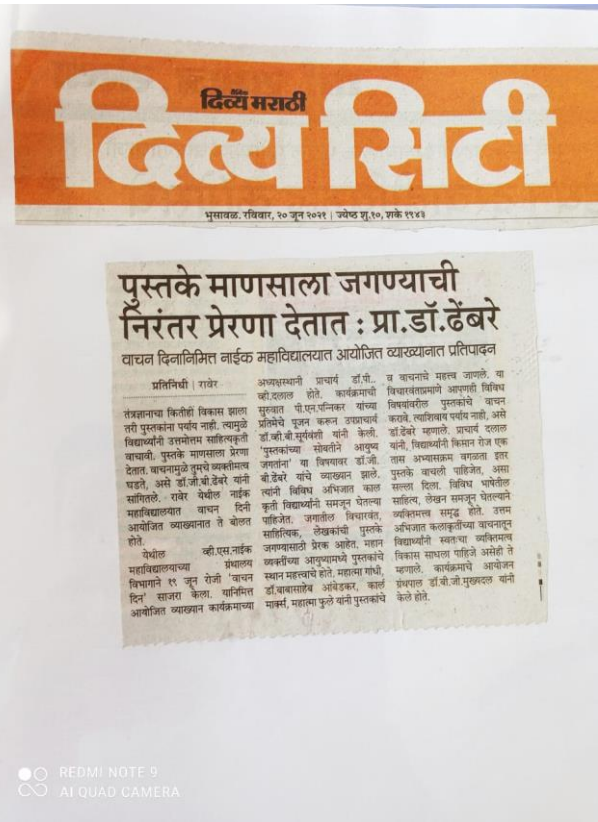 दैनिक
दिव्य मराठी
दिव्य सिटी
भुसावळ, रविवार, २० जून २०२१ | ज्येष्ठ शु.१०, शके १९४३
पुस्तके माणसाला जगण्याची
निरंतर प्रेरणा देतात : प्रा.डॉ.ढेंबरे
वाचन दिनानिमित्त नाईक महाविद्यालयात आयोजित व्याख्यानात प्रतिपादन
प्रतिनिधी | रावेर
तंत्रज्ञानाचा कितीही विकास झाला
तरी पुस्तकांना पर्याय नाही. त्यामुळे
विद्यार्थ्यांनी उत्तमोत्तम साहित्यकृती
वाचावी. पुस्तके माणसाला प्रेरणा
देतात. वाचनामुळे तुमचे व्यक्तीमत्व
घडते, असे डॉ.जी.बी.ढेंबरे यांनी
सांगितले. रावेर येथील नाईक
महाविद्यालयात वाचन दिनी
आयोजित व्याख्यानात ते बोलत
होते.
येथील व्ही.एस.नाईक
महाविद्यालयाच्या ग्रंथालय
विभागाने १९ जून रोजी 'वाचन
दिन' साजरा केला. यानिमित्त
आयोजित व्याख्यान कार्यक्रमाच्या
अध्यक्षस्थानी प्राचार्य डॉ.पी..
व्ही.दलाल होते. कार्यक्रमाची
सुरुवात पी.एन.पन्निकर यांच्या
प्रतिमेचे पूजन करून उपप्राचार्य
डॉ.व्ही.बी.सूर्यवंशी यांनी केली.
'पुस्तकांच्या सोबतीने आयुष्य
जगतांना' या विषयावर डॉ.जी.
बी.ढेंबरे यांचे व्याख्यान झाले.
त्यांनी विविध अभिजात काल
कृती विद्यार्थ्यांनी समजून घेतल्या
पाहिजेत. जगातील विचारवंत,
साहित्यिक, लेखकांची पुस्तके
जगण्यासाठी प्रेरक आहेत. महान
व्यक्तींच्या आयुष्यामध्ये पुस्तकांचे
स्थान महत्त्वाचे होते. महात्मा गांधी,
डॉ.बाबासाहेब आंबेडकर, कार्ल
मार्क्स, महात्मा फुले यांनी पुस्तकांचे
व वाचनाचे महत्त्व जाणले. या
विचारवंताप्रमाणे आपणही विविध
विषयांवरील पुस्तकांचे वाचन
करावे. त्याशिवाय पर्याय नाही, असे
डॉ.ढेंबरे म्हणाले. प्राचार्य दलाल
यांनी, विद्यार्थ्यांनी किमान रोज एक
तास अभ्यासक्रम वगळता इतर
पुस्तके वाचली पाहिजेत, असा
सल्ला दिला. विविध भाषेतील
साहित्य, लेखन समजून घेतल्याने
व्यक्तिमत्त्व समृद्ध होते. उत्तम
अभिजात कलाकृतींच्या वाचनातून
विद्यार्थ्यांनी स्वतःचा व्यक्तिमत्व
विकास साधला पाहिजे असेही ते
म्हणाले. कार्यक्रमाचे आयोजन
ग्रंथपाल डॉ.बी.जी.मुख्यदल यांनी
केले होते.
REDMI NOTE 9
AI QUAD CAMERA